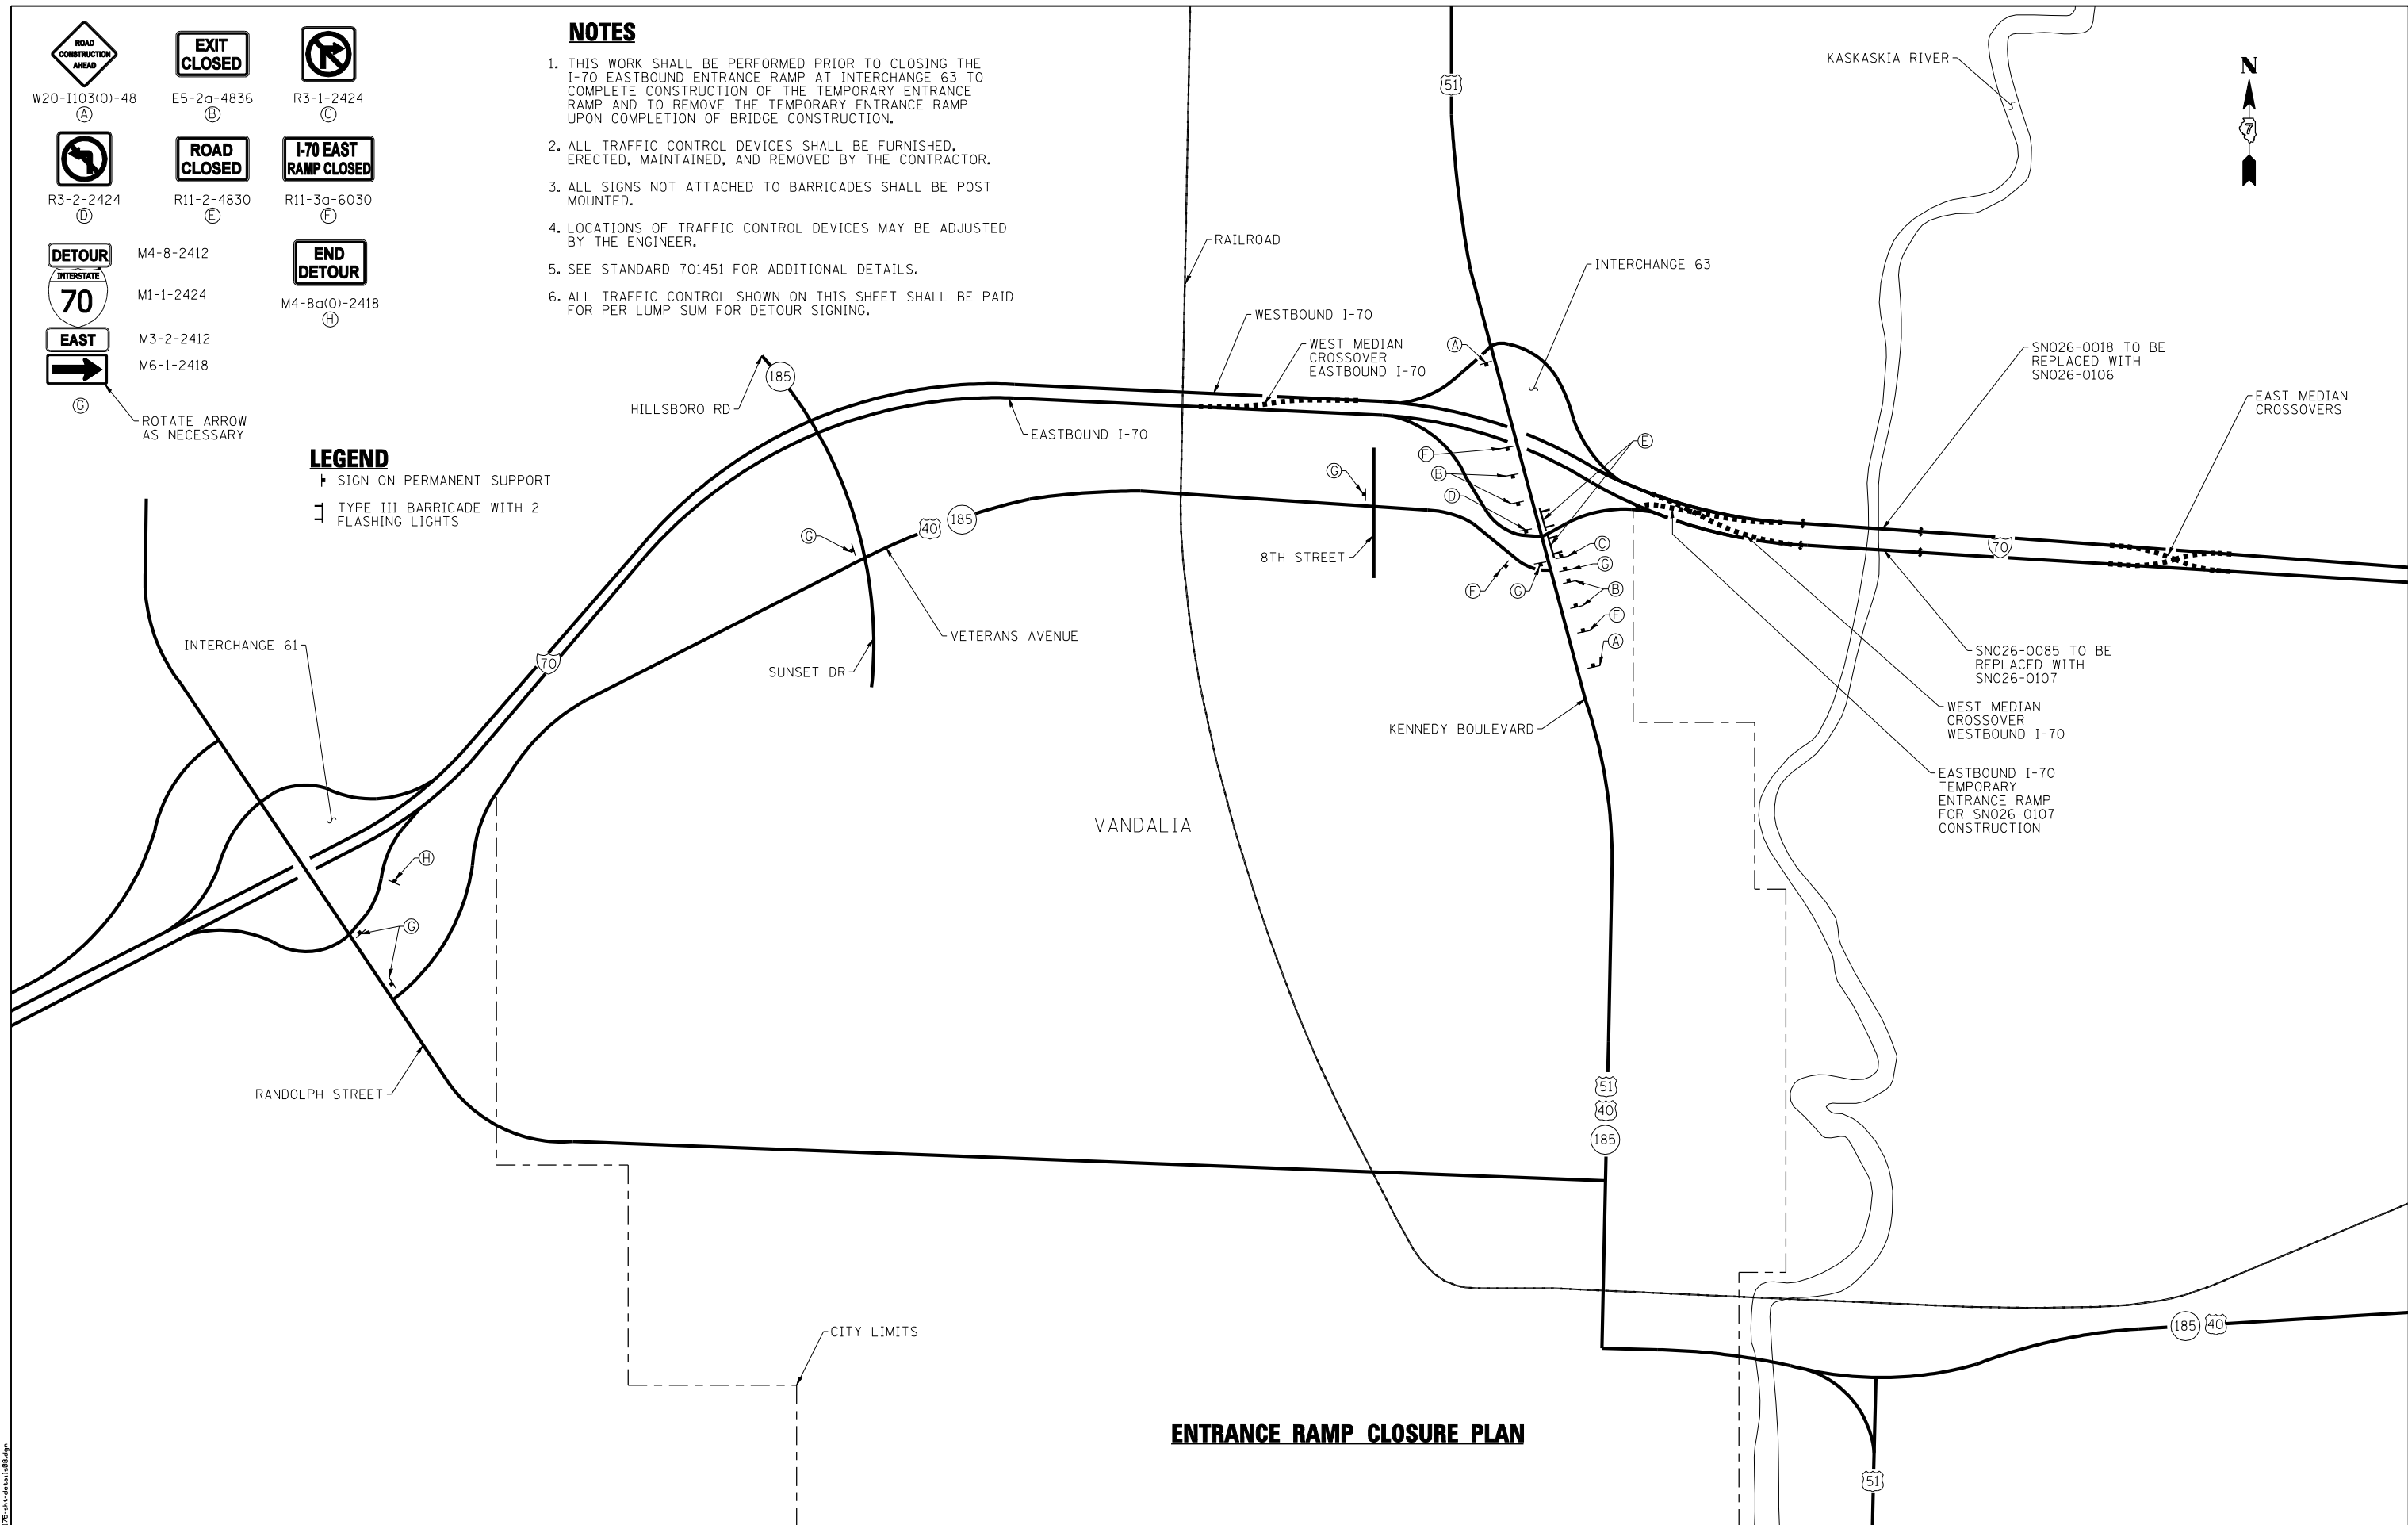 ROAD
CONSTRUCTION
AHEAD
W20-I103(0)-48
A
EXIT
CLOSED
E5-2a-4836
B
R3-1-2424
C
R3-2-2424
D
ROAD
CLOSED
R11-2-4830
E
I-70 EAST
RAMP CLOSED
R11-3a-6030
F
DETOUR
M4-8-2412
INTERSTATE
70
M1-1-2424
EAST
M3-2-2412
M6-1-2418
G
ROTATE ARROW
AS NECESSARY
END
DETOUR
M4-8a(0)-2418
H
LEGEND
SIGN ON PERMANENT SUPPORT
TYPE III BARRICADE WITH 2
FLASHING LIGHTS
NOTES
1. THIS WORK SHALL BE PERFORMED PRIOR TO CLOSING THE
I-70 EASTBOUND ENTRANCE RAMP AT INTERCHANGE 63 TO
COMPLETE CONSTRUCTION OF THE TEMPORARY ENTRANCE
RAMP AND TO REMOVE THE TEMPORARY ENTRANCE RAMP
UPON COMPLETION OF BRIDGE CONSTRUCTION.
2. ALL TRAFFIC CONTROL DEVICES SHALL BE FURNISHED,
ERECTED, MAINTAINED, AND REMOVED BY THE CONTRACTOR.
3. ALL SIGNS NOT ATTACHED TO BARRICADES SHALL BE POST
MOUNTED.
4. LOCATIONS OF TRAFFIC CONTROL DEVICES MAY BE ADJUSTED
BY THE ENGINEER.
5. SEE STANDARD 701451 FOR ADDITIONAL DETAILS.
6. ALL TRAFFIC CONTROL SHOWN ON THIS SHEET SHALL BE PAID
FOR PER LUMP SUM FOR DETOUR SIGNING.
51
KASKASKIA RIVER
N
7
RAILROAD
INTERCHANGE 63
WESTBOUND I-70
WEST MEDIAN
CROSSOVER
EASTBOUND I-70
A
SN026-0018 TO BE
REPLACED WITH
SN026-0106
EAST MEDIAN
CROSSOVERS
185
HILLSBORO RD
EASTBOUND I-70
F
B
D
E
G
8TH STREET
C
G
B
F
A
F
G
70
40
185
G
VETERANS AVENUE
SUNSET DR
INTERCHANGE 61
70
KENNEDY BOULEVARD
SN026-0085 TO BE
REPLACED WITH
SN026-0107
WEST MEDIAN
CROSSOVER
WESTBOUND I-70
EASTBOUND I-70
TEMPORARY
ENTRANCE RAMP
FOR SN026-0107
CONSTRUCTION
VANDALIA
H
G
RANDOLPH STREET
51
40
185
CITY LIMITS
185
40
51
ENTRANCE RAMP CLOSURE PLAN